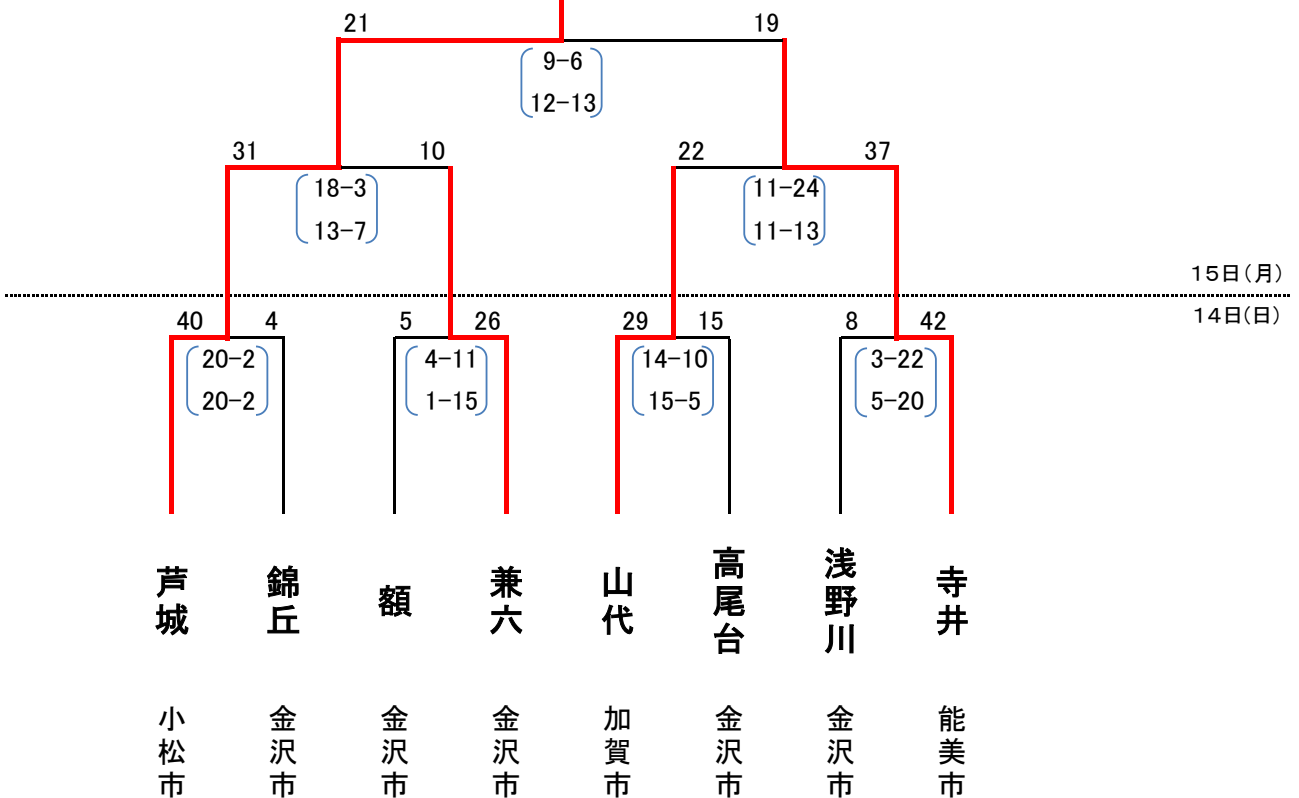 21 19
9-6
12-13
31 10 22 37
18-3 11-24
13-7 11-13
15日(月)
14日(日)
40 4 5 26 29 15 8 42
20-2 4-11 14-10 3-22
20-2 1-15 15-5 5-20
芦城
錦丘
額
兼六
山代
高尾台
浅野川
寺井
小松市
金沢市
金沢市
金沢市
加賀市
金沢市
金沢市
能美市